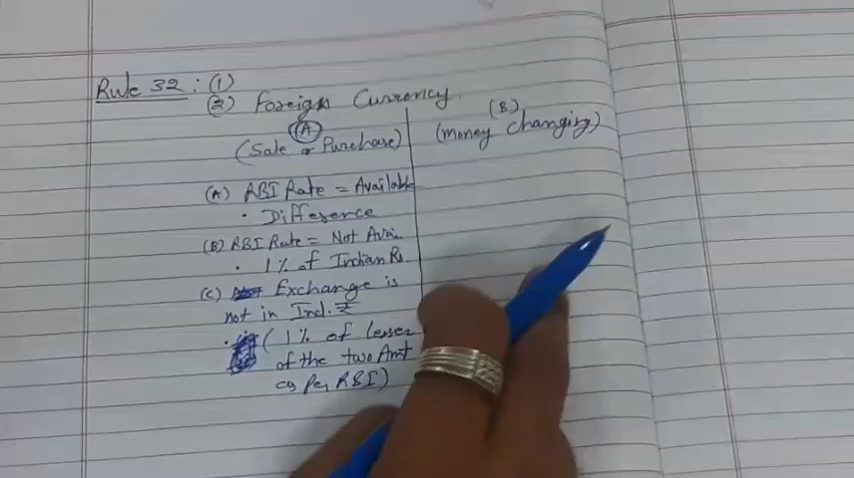 Rule 32 : (1)
(2) Foreign Currency.
(A)
(Sale or Purchase)
(B)
(money changing)
(A) RBI Rate = Available
• Difference
(B) RBI Rate = Not Avai.
• 1% of Indian Rs.
(C) Exchange is
not in Ind. ₹
• (1% of lesser
of the two Amt
as Per RBI)